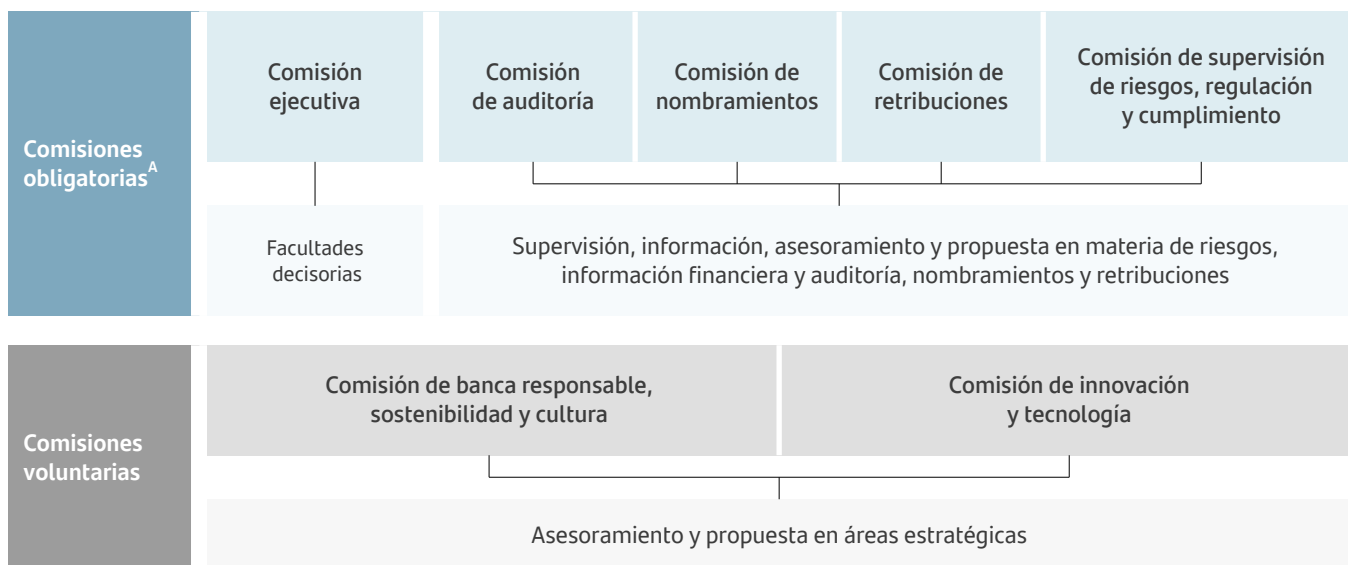 Comisiones
obligatorias^A
Comisión
ejecutiva
Comisión
de auditoría
Comisión de
nombramientos
Comisión de
retribuciones
Comisión de supervisión
de riesgos, regulación
y cumplimiento
Facultades
decisorias
Supervisión, información, asesoramiento y propuesta en materia de riesgos,
información financiera y auditoría, nombramientos y retribuciones
Comisiones
voluntarias
Comisión de banca responsable,
sostenibilidad y cultura
Comisión de innovación
y tecnología
Asesoramiento y propuesta en áreas estratégicas